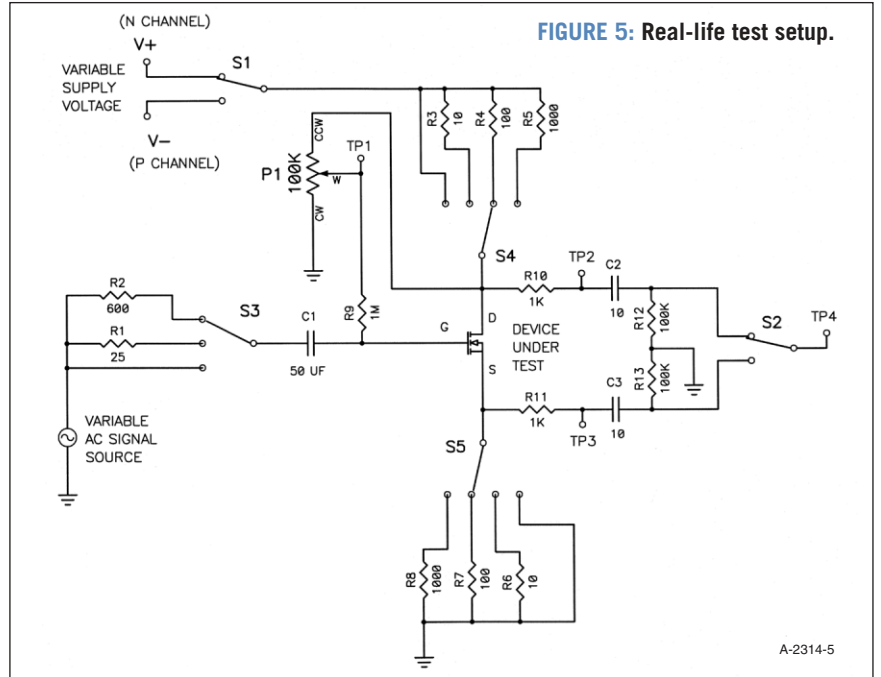 FIGURE 5: Real-life test setup.
(N CHANNEL)
V+
VARIABLE
SUPPLY
VOLTAGE
S1
V−
(P CHANNEL)
P1
100K
CCW
W
CW
TP1
R3
10
R4
100
R5
1000
S4
R2
600
R1
25
S3
C1
50 UF
R9
1M
G
D
S
DEVICE
UNDER
TEST
R10
1K
TP2
C2
10
R12
100K
R13
100K
S2
TP4
R11
1K
TP3
C3
10
VARIABLE
AC SIGNAL
SOURCE
S5
R8
1000
R7
100
R6
10
A-2314-5